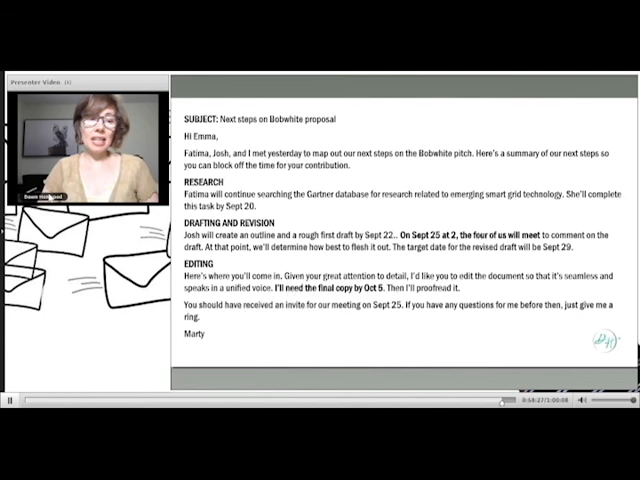 Presenter Video (1)
SUBJECT: Next steps on Bobwhite proposal
Hi Emma,
Fatima, Josh, and I met yesterday to map out our next steps on the Bobwhite pitch. Here's a summary of our next steps so
you can block off the time for your contribution.
RESEARCH
Fatima will continue searching the Gartner database for research related to emerging smart grid technology. She'll complete
this task by Sept 20.
DRAFTING AND REVISION
Josh will create an outline and a rough first draft by Sept 22.. On Sept 25 at 2, the four of us will meet to comment on the
draft. At that point, we'll determine how best to flesh it out. The target date for the revised draft will be Sept 29.
EDITING
Here's where you'll come in. Given your great attention to detail, I'd like you to edit the document so that it's seamless and
speaks in a unified voice. I'll need the final copy by Oct 5. Then I'll proofread it.
You should have received an invite for our meeting on Sept 25. If you have any questions for me before then, just give me a
ring.
Marty
DH
0:58:27/1:00:08